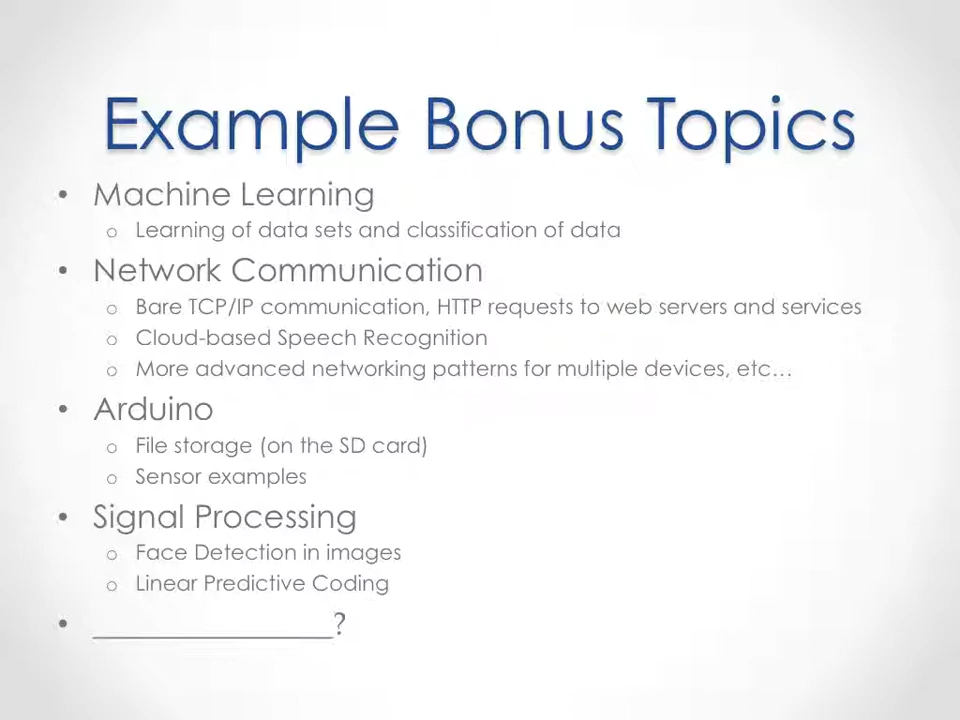 Example Bonus Topics
• Machine Learning
o Learning of data sets and classification of data
• Network Communication
o Bare TCP/IP communication, HTTP requests to web servers and services
o Cloud-based Speech Recognition
o More advanced networking patterns for multiple devices, etc...
• Arduino
o File storage (on the SD card)
o Sensor examples
• Signal Processing
o Face Detection in images
o Linear Predictive Coding
• ________________?